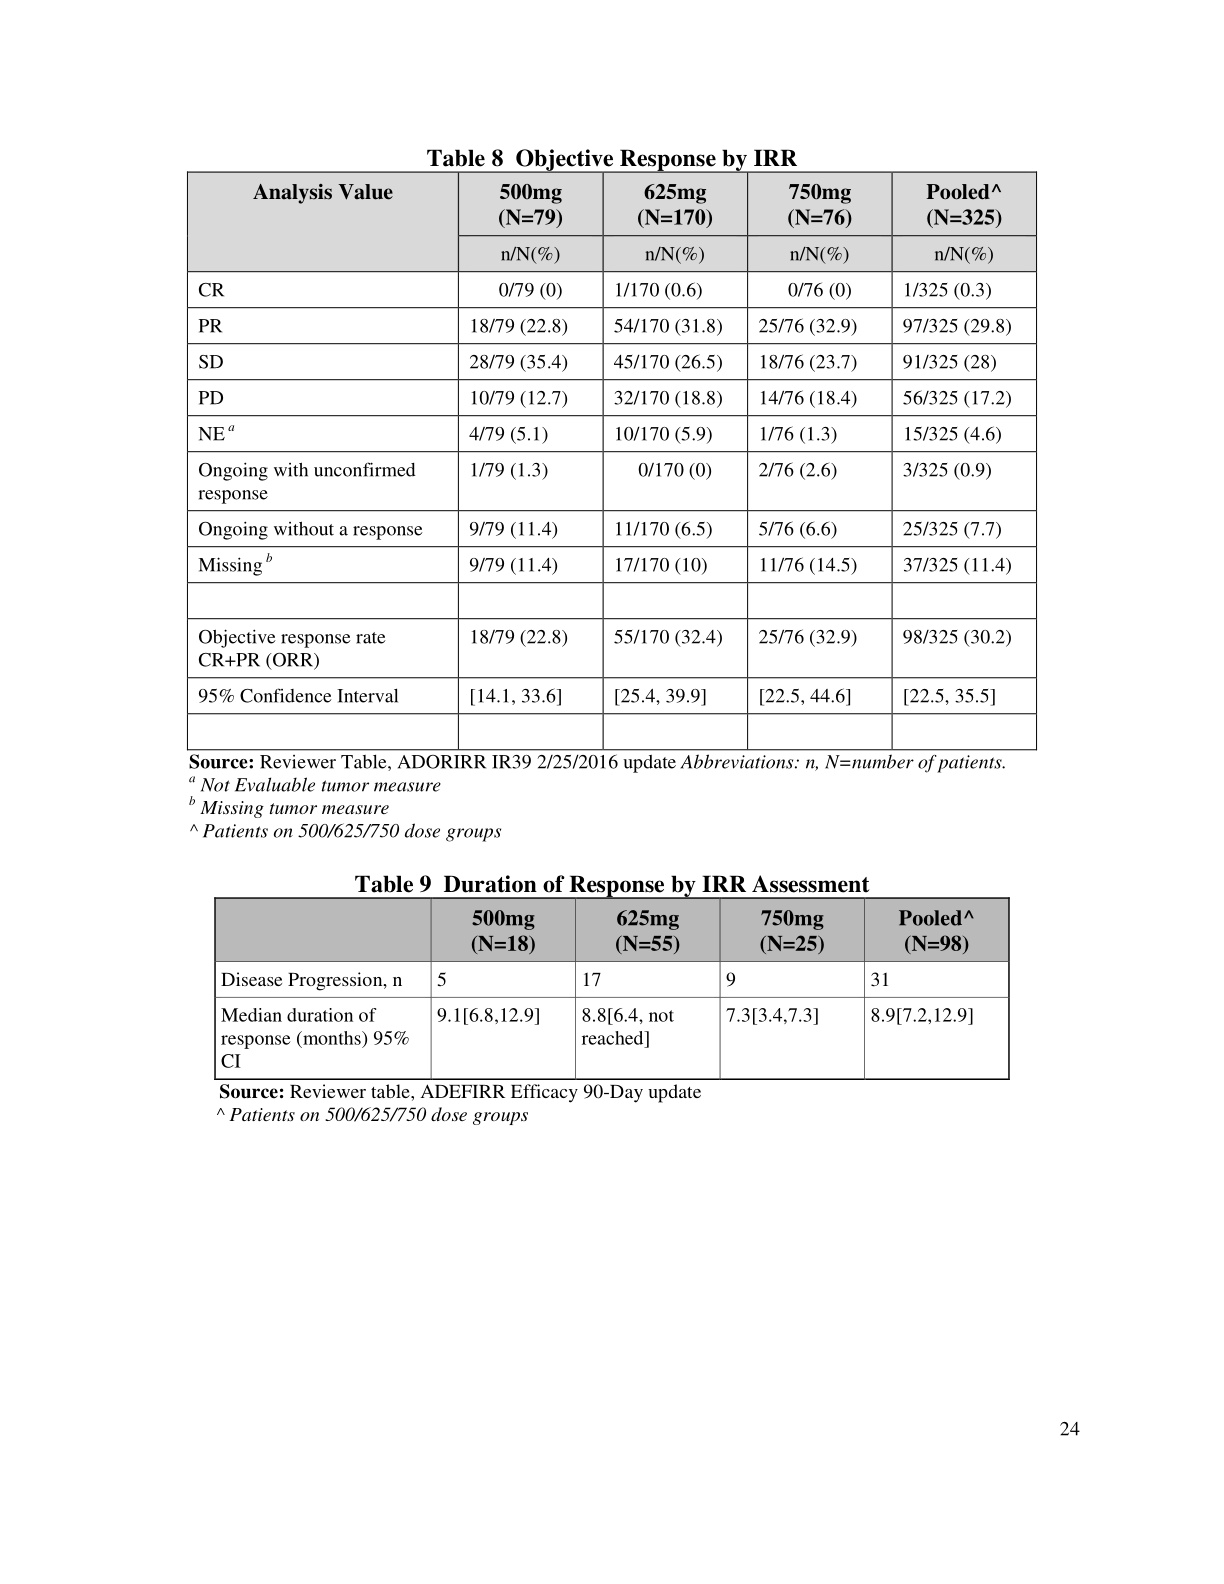 Table 8  Objective Response by IRR
Analysis Value 500mg (N=79) 625mg (N=170) 750mg (N=76) Pooled^ (N=325)
n/N(%) n/N(%) n/N(%) n/N(%)
CR 0/79 (0) 1/170 (0.6) 0/76 (0) 1/325 (0.3)
PR 18/79 (22.8) 54/170 (31.8) 25/76 (32.9) 97/325 (29.8)
SD 28/79 (35.4) 45/170 (26.5) 18/76 (23.7) 91/325 (28)
PD 10/79 (12.7) 32/170 (18.8) 14/76 (18.4) 56/325 (17.2)
NE a 4/79 (5.1) 10/170 (5.9) 1/76 (1.3) 15/325 (4.6)
Ongoing with unconfirmed response 1/79 (1.3) 0/170 (0) 2/76 (2.6) 3/325 (0.9)
Ongoing without a response 9/79 (11.4) 11/170 (6.5) 5/76 (6.6) 25/325 (7.7)
Missing b 9/79 (11.4) 17/170 (10) 11/76 (14.5) 37/325 (11.4)
Objective response rate CR+PR (ORR) 18/79 (22.8) 55/170 (32.4) 25/76 (32.9) 98/325 (30.2)
95% Confidence Interval [14.1, 33.6] [25.4, 39.9] [22.5, 44.6] [22.5, 35.5]
Source: Reviewer Table, ADORIRR IR39 2/25/2016 update Abbreviations: n, N=number of patients.
a Not Evaluable tumor measure
b Missing tumor measure
^ Patients on 500/625/750 dose groups
Table 9  Duration of Response by IRR Assessment
500mg (N=18) 625mg (N=55) 750mg (N=25) Pooled^ (N=98)
Disease Progression, n 5 17 9 31
Median duration of response (months) 95% CI 9.1[6.8,12.9] 8.8[6.4, not reached] 7.3[3.4,7.3] 8.9[7.2,12.9]
Source: Reviewer table, ADEFIRR Efficacy 90-Day update
^ Patients on 500/625/750 dose groups
24